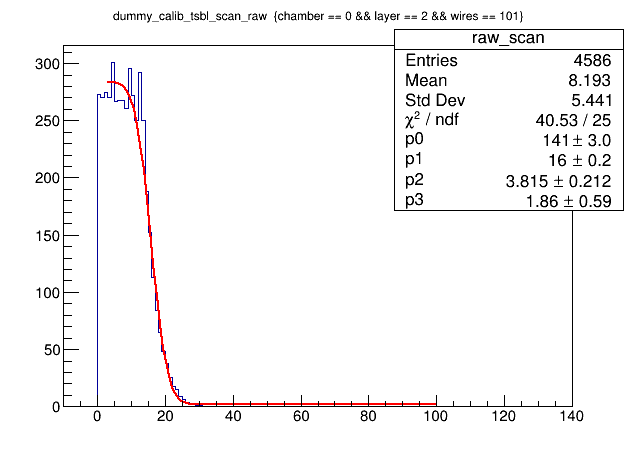 dummy_calib_tsbl_scan_raw {chamber == 0 && layer == 2 && wires == 101}
raw_scan
Entries 4586
Mean 8.193
Std Dev 5.441
χ² / ndf 40.53 / 25
p0 141 ± 3.0
p1 16 ± 0.2
p2 3.815 ± 0.212
p3 1.86 ± 0.59
300
250
200
150
100
50
0
0 20 40 60 80 100 120 140